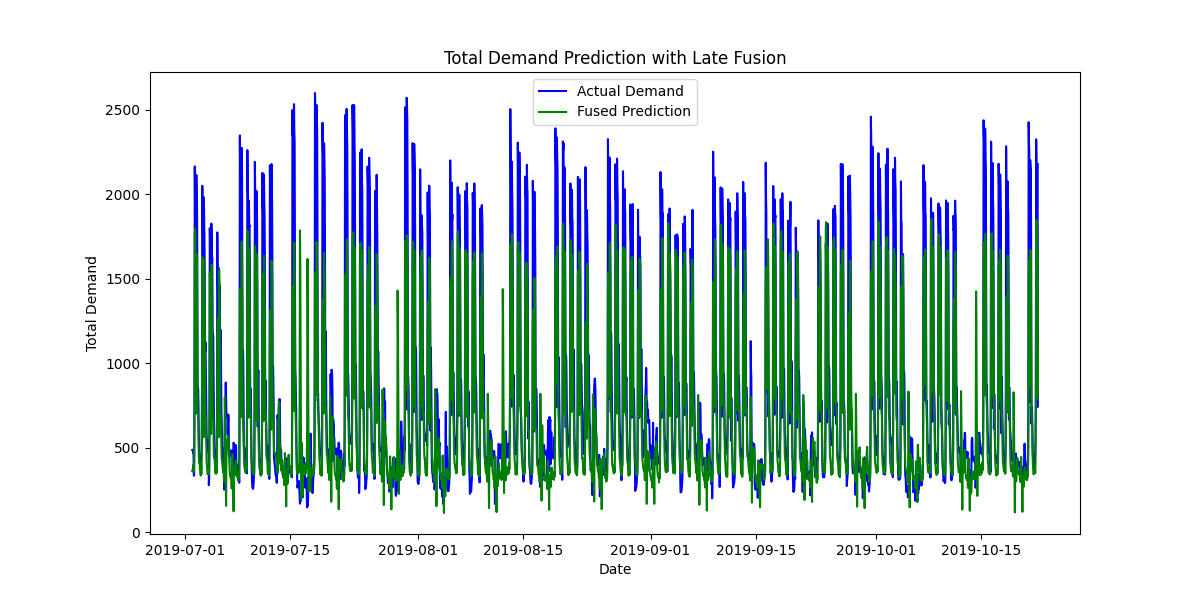 Total Demand Prediction with Late Fusion
Actual Demand
Fused Prediction
Total Demand
2500
2000
1500
1000
500
0
2019-07-01 2019-07-15 2019-08-01 2019-08-15 2019-09-01 2019-09-15 2019-10-01 2019-10-15
Date